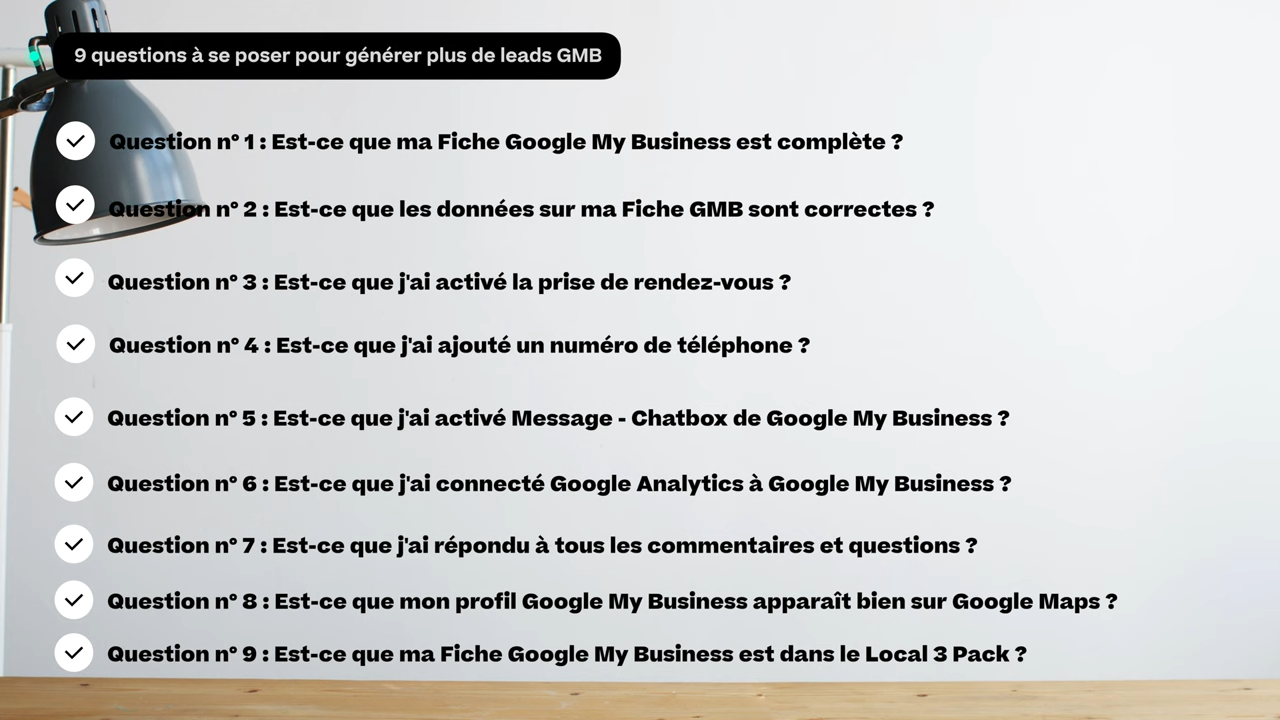 9 questions à se poser pour générer plus de leads GMB
Question n° 1 : Est-ce que ma Fiche Google My Business est complète ?
Question n° 2 : Est-ce que les données sur ma Fiche GMB sont correctes ?
Question n° 3 : Est-ce que j'ai activé la prise de rendez-vous ?
Question n° 4 : Est-ce que j'ai ajouté un numéro de téléphone ?
Question n° 5 : Est-ce que j'ai activé Message - Chatbox de Google My Business ?
Question n° 6 : Est-ce que j'ai connecté Google Analytics à Google My Business ?
Question n° 7 : Est-ce que j'ai répondu à tous les commentaires et questions ?
Question n° 8 : Est-ce que mon profil Google My Business apparaît bien sur Google Maps ?
Question n° 9 : Est-ce que ma Fiche Google My Business est dans le Local 3 Pack ?